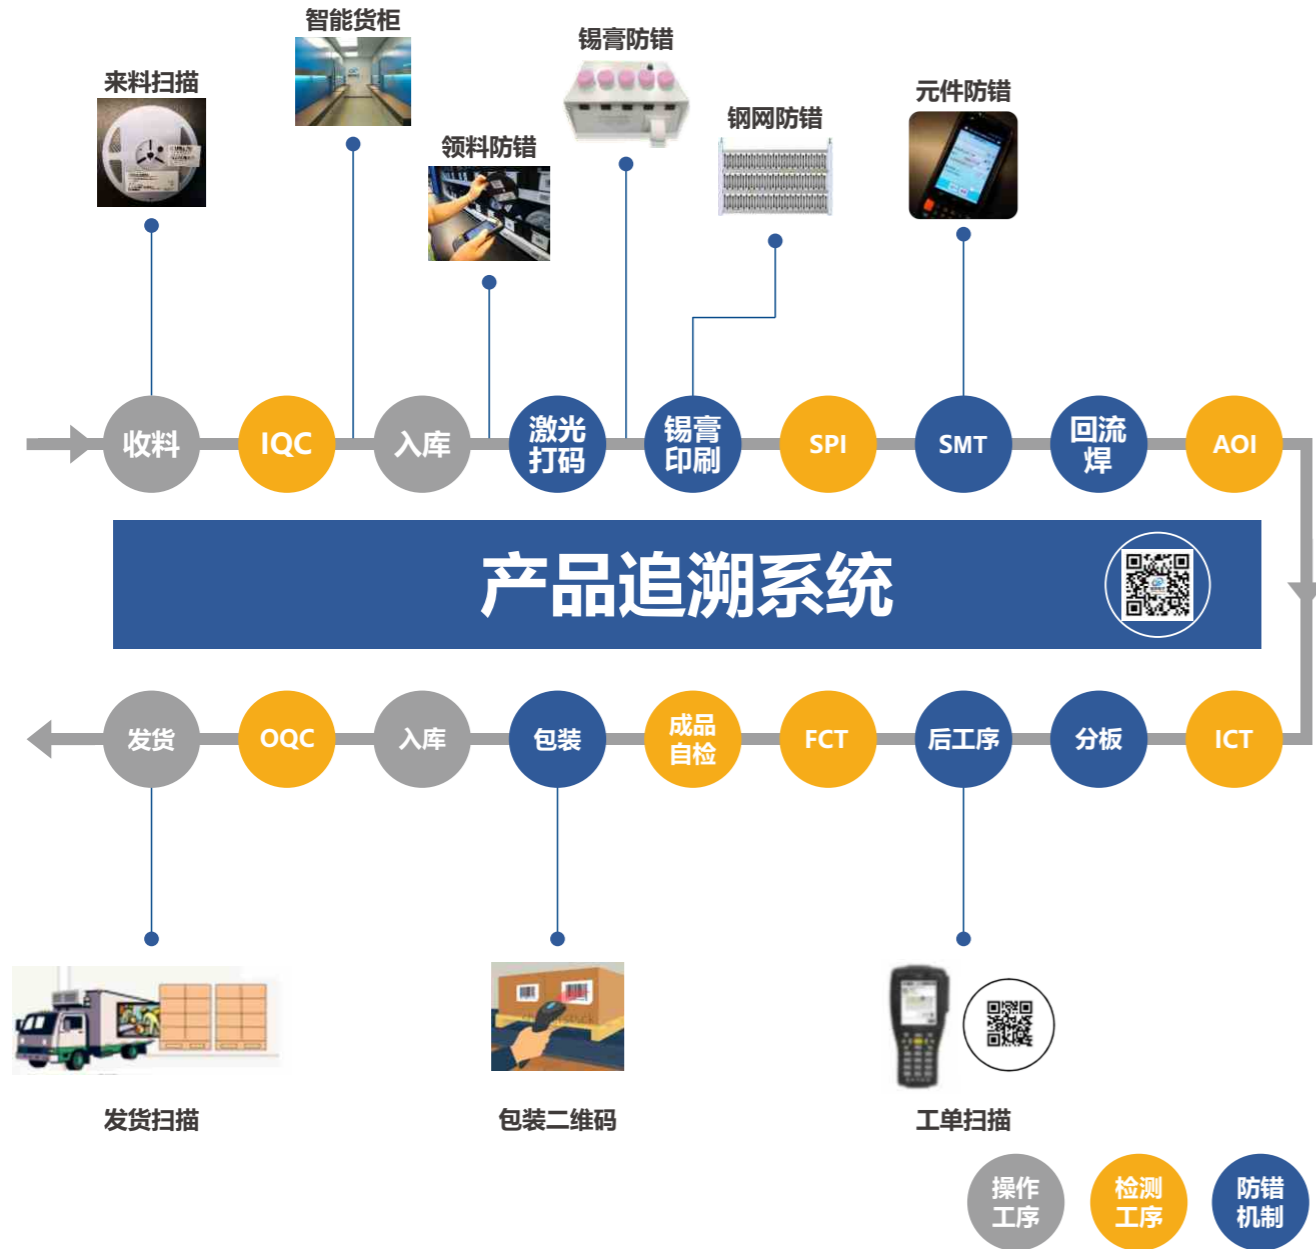 智能货柜
锡膏防错
来料扫描
元件防错
钢网防错
领料防错
收料
IQC
入库
激光
打码
锡膏
印刷
SPI
SMT
回流
焊
AOI
产品追溯系统
发货
OQC
入库
包装
成品
自检
FCT
后工序
分板
ICT
发货扫描
包装二维码
工单扫描
操作
工序
检测
工序
防错
机制